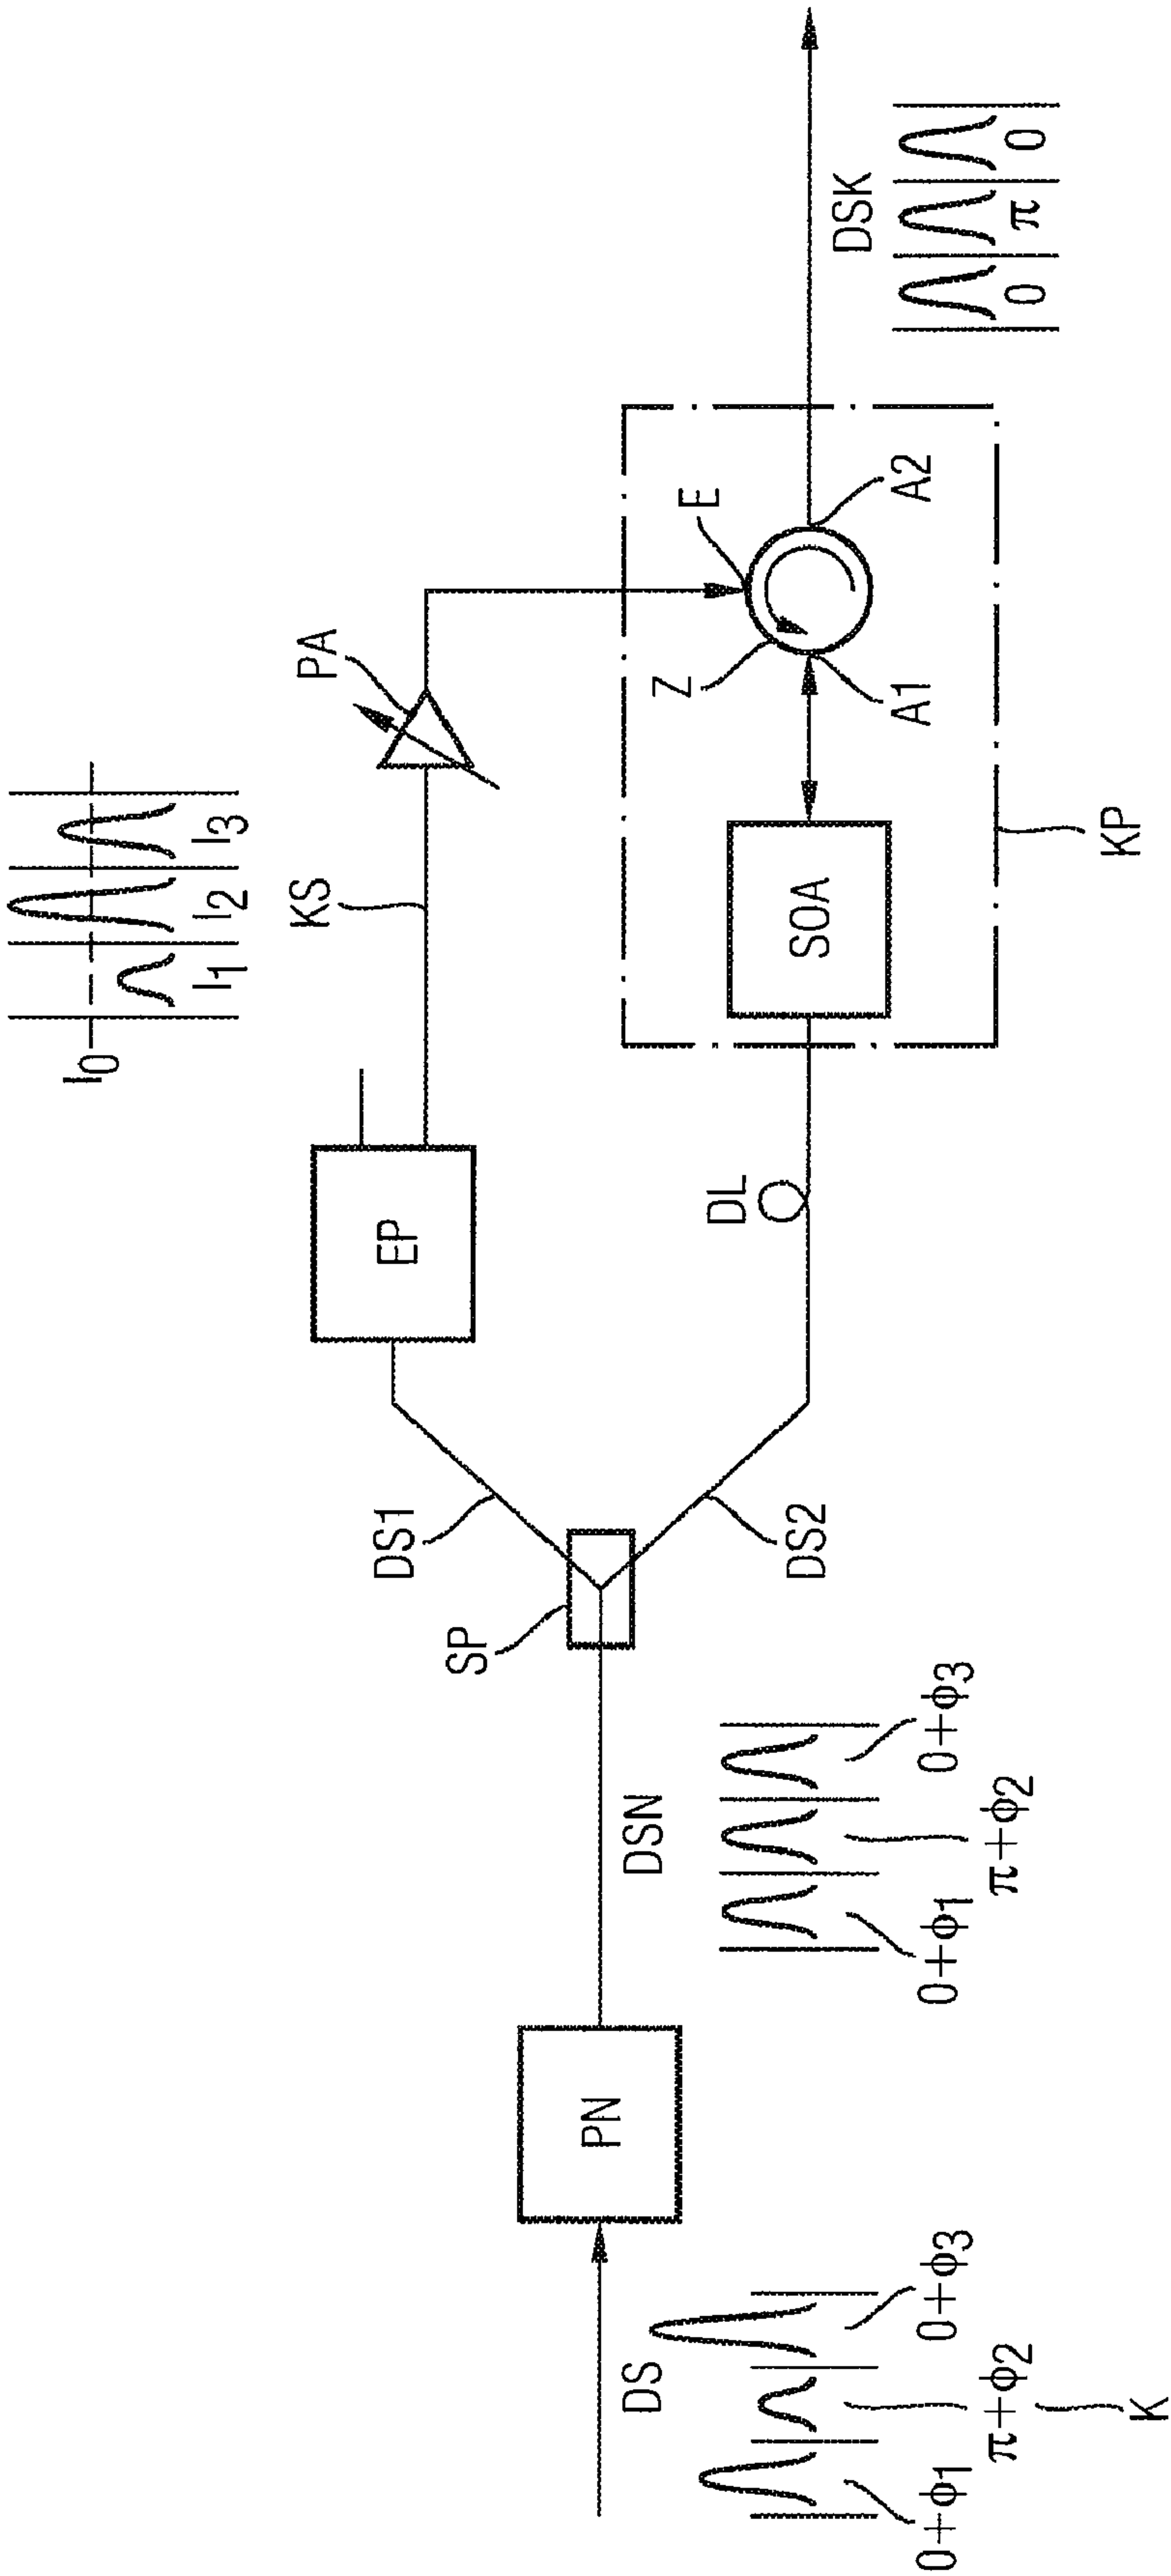 I0
I1 I2 I3
KS
PA
EP
DS1
SP
DS
PN
DSN
DS2
DL
SOA
Z
E
A1
A2
KP
DSK
0 π 0
0+ϕ1
π+ϕ2
0+ϕ3
K
0+ϕ1
π+ϕ2
0+ϕ3